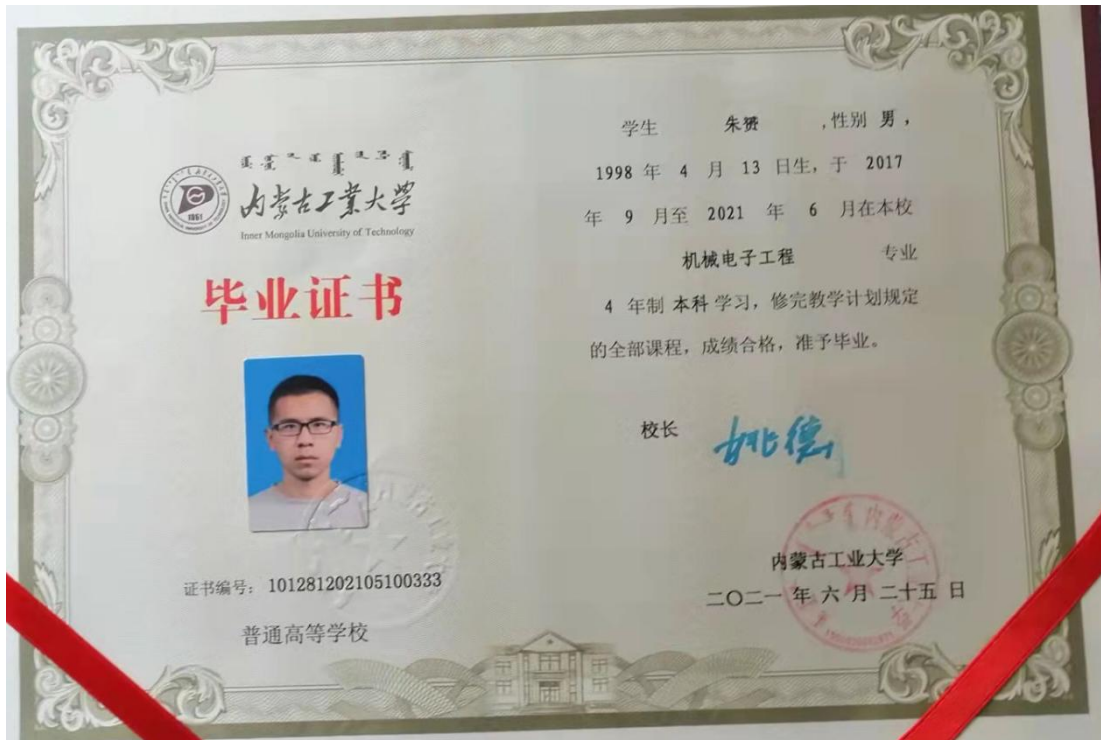 内蒙古工業大学
Inner Mongolia University of Technology
毕业证书
证书编号： 101281202105100333
普通高等学校
学生 朱赟 ，性别 男，
1998 年 4 月 13 日生，于 2017
年 9 月至 2021 年 6 月在本校
机械电子工程 专业
4 年制 本科 学习，修完教学计划规定
的全部课程，成绩合格，准予毕业。
校长 姚德
内蒙古工业大学
二〇二一 年 六 月 二十五 日